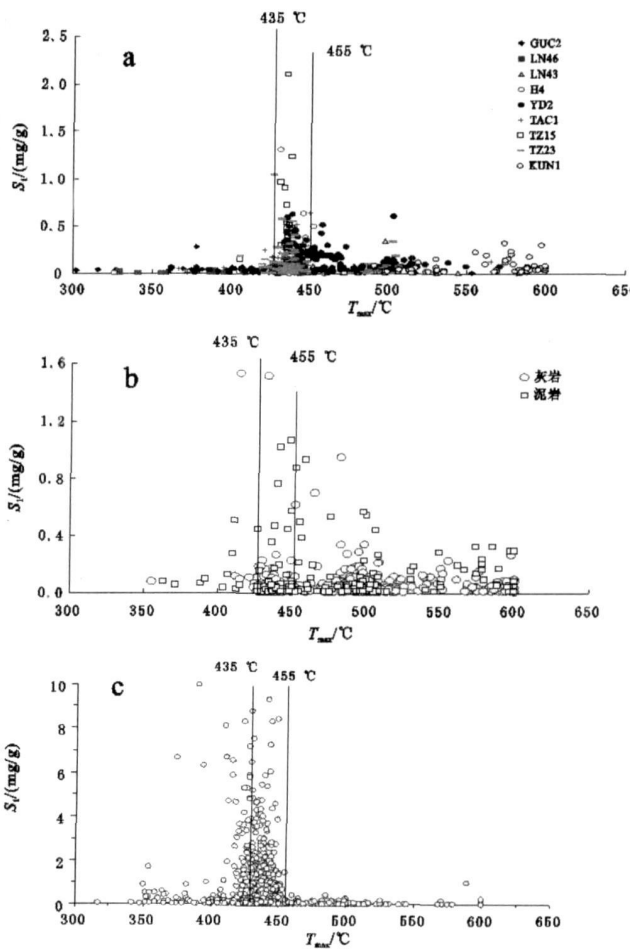 435 ℃
455 ℃
a
GUC2
LN46
LN43
H4
YD2
TAC1
TZ15
TZ23
KUN1
S₁/(mg/g)
2.5
2.0
1.5
1.0
0.5
0
300 350 400 450 500 550 600 650
Tmax/℃
435 ℃
455 ℃
b
灰岩
泥岩
S₁/(mg/g)
1.6
1.2
0.8
0.4
0.0
300 350 400 450 500 550 600 650
Tmax/℃
435 ℃
455 ℃
c
S₁/(mg/g)
10
8
6
4
2
0
300 350 400 450 500 550 600 650
Tmax/℃